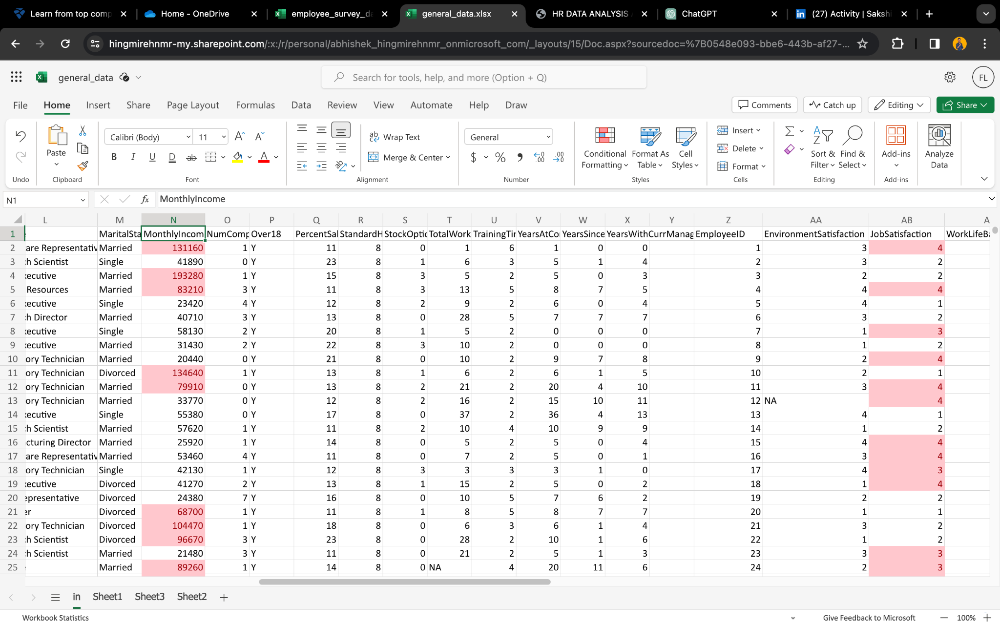 Learn from top comp Home - OneDrive employee_survey_da general_data.xlsx HR DATA ANALYSIS ChatGPT (27) Activity | Sakshi
hingmirehnmr-my.sharepoint.com/:x:/r/personal/abhishek_hingmirehnmr_onmicrosoft_com/_layouts/15/Doc.aspx?sourcedoc=%7B0548e093-bbe6-443b-af27-...
general_data Search for tools, help, and more (Option + Q) FL
File Home Insert Share Page Layout Formulas Data Review View Automate Help Draw Comments Catch up Editing Share
Calibri (Body) 11 Wrap Text General Insert
Paste B I U D ab Merge & Center $ % Conditional Formatting Format As Table Cell Styles Delete Sort & Filter Find & Select Add-ins Analyze Data
Format
Undo Clipboard Font Alignment Number Styles Cells Editing Add-ins
N1 fx MonthlyIncome
L M N O P Q R S T U V W X Y Z AA AB A
1 MaritalSta MonthlyIncom NumComp Over18 PercentSal StandardH StockOptic TotalWork TrainingTir YearsAtCo YearsSince YearsWithCurrManag EmployeeID EnvironmentSatisfaction JobSatisfaction WorkLifeBa
2 are Representativ Married 131160 1 Y 11 8 0 1 6 1 0 0 1 3 4
3 h Scientist Single 41890 0 Y 23 8 1 6 3 5 1 4 2 3 2
4 xecutive Married 193280 1 Y 15 8 3 5 2 5 0 3 3 2 2
5 Resources Married 83210 3 Y 11 8 3 13 5 8 7 5 4 4 4
6 xecutive Single 23420 4 Y 12 8 2 9 2 6 0 4 5 4 1
7 h Director Married 40710 3 Y 13 8 0 28 5 7 7 7 6 3 2
8 xecutive Single 58130 2 Y 20 8 1 5 2 0 0 0 7 1 3
9 xecutive Married 31430 2 Y 22 8 3 10 2 0 0 0 8 1 2
10 ory Technician Married 20440 0 Y 21 8 0 10 2 9 7 8 9 2 4
11 ory Technician Divorced 134640 1 Y 13 8 1 6 2 6 1 5 10 2 1
12 ory Technician Married 79910 0 Y 13 8 2 21 2 20 4 10 11 3 4
13 ory Technician Married 33770 0 Y 12 8 2 16 2 15 10 11 12 NA 4
14 xecutive Single 55380 0 Y 17 8 0 37 2 36 4 13 13 4 1
15 h Scientist Married 57620 1 Y 11 8 2 10 4 10 9 9 14 1 2
16 cturing Director Married 25920 1 Y 14 8 0 5 2 5 0 4 15 4 4
17 are Representativ Married 53460 4 Y 11 8 0 7 2 5 0 1 16 3 4
18 ory Technician Single 42130 1 Y 12 8 3 3 3 3 1 0 17 4 3
19 xecutive Divorced 41270 2 Y 13 8 1 15 2 5 0 2 18 1 4
20 epresentative Divorced 24380 7 Y 16 8 0 10 5 7 6 2 19 2 2
21 er Divorced 68700 1 Y 11 8 1 8 5 8 7 7 20 1 1
22 ory Technician Divorced 104470 1 Y 18 8 0 6 3 6 1 4 21 3 2
23 h Scientist Divorced 96670 3 Y 23 8 0 28 2 10 1 6 22 1 2
24 h Scientist Married 21480 3 Y 11 8 0 21 2 5 1 3 23 3 3
25 Married 89260 1 Y 14 8 0 NA 4 20 11 6 24 2 3
in Sheet1 Sheet3 Sheet2
Workbook Statistics Give Feedback to Microsoft 100%